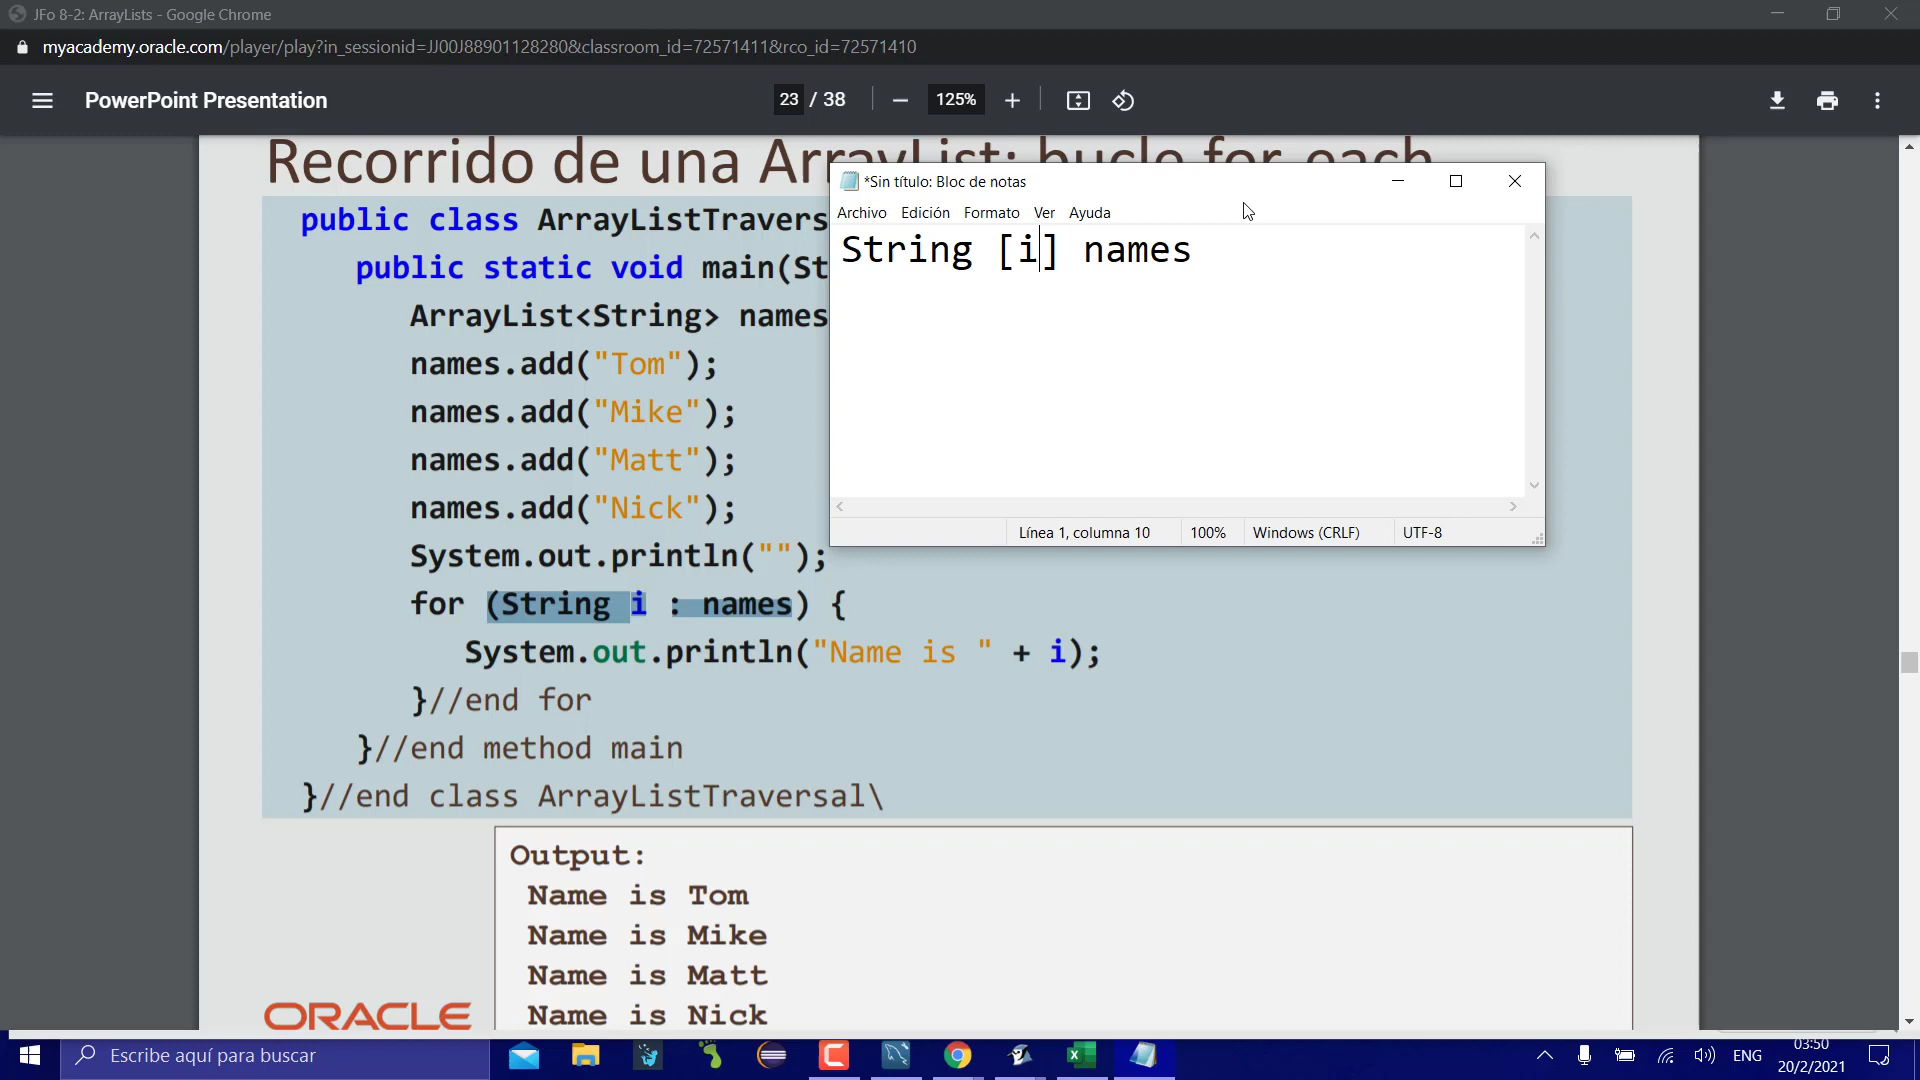 JFo 8-2: ArrayLists - Google Chrome
myacademy.oracle.com/player/play?in_sessionid=JJ00J88901128280&classroom_id=72571411&rco_id=72571410
PowerPoint Presentation
23 / 38
125%
Recorrido de una ArrayList: bucle for-each
*Sin título: Bloc de notas
Archivo Edición Formato Ver Ayuda
String [i] names
Línea 1, columna 10
100%
Windows (CRLF)
UTF-8
public class ArrayListTravers
public static void main(St
ArrayList<String> names
names.add("Tom");
names.add("Mike");
names.add("Matt");
names.add("Nick");
System.out.println("");
for (String i : names) {
System.out.println("Name is " + i);
}//end for
}//end method main
}//end class ArrayListTraversal\
Output:
Name is Tom
Name is Mike
Name is Matt
Name is Nick
ORACLE
Escribe aquí para buscar
ENG
03:50
20/2/2021